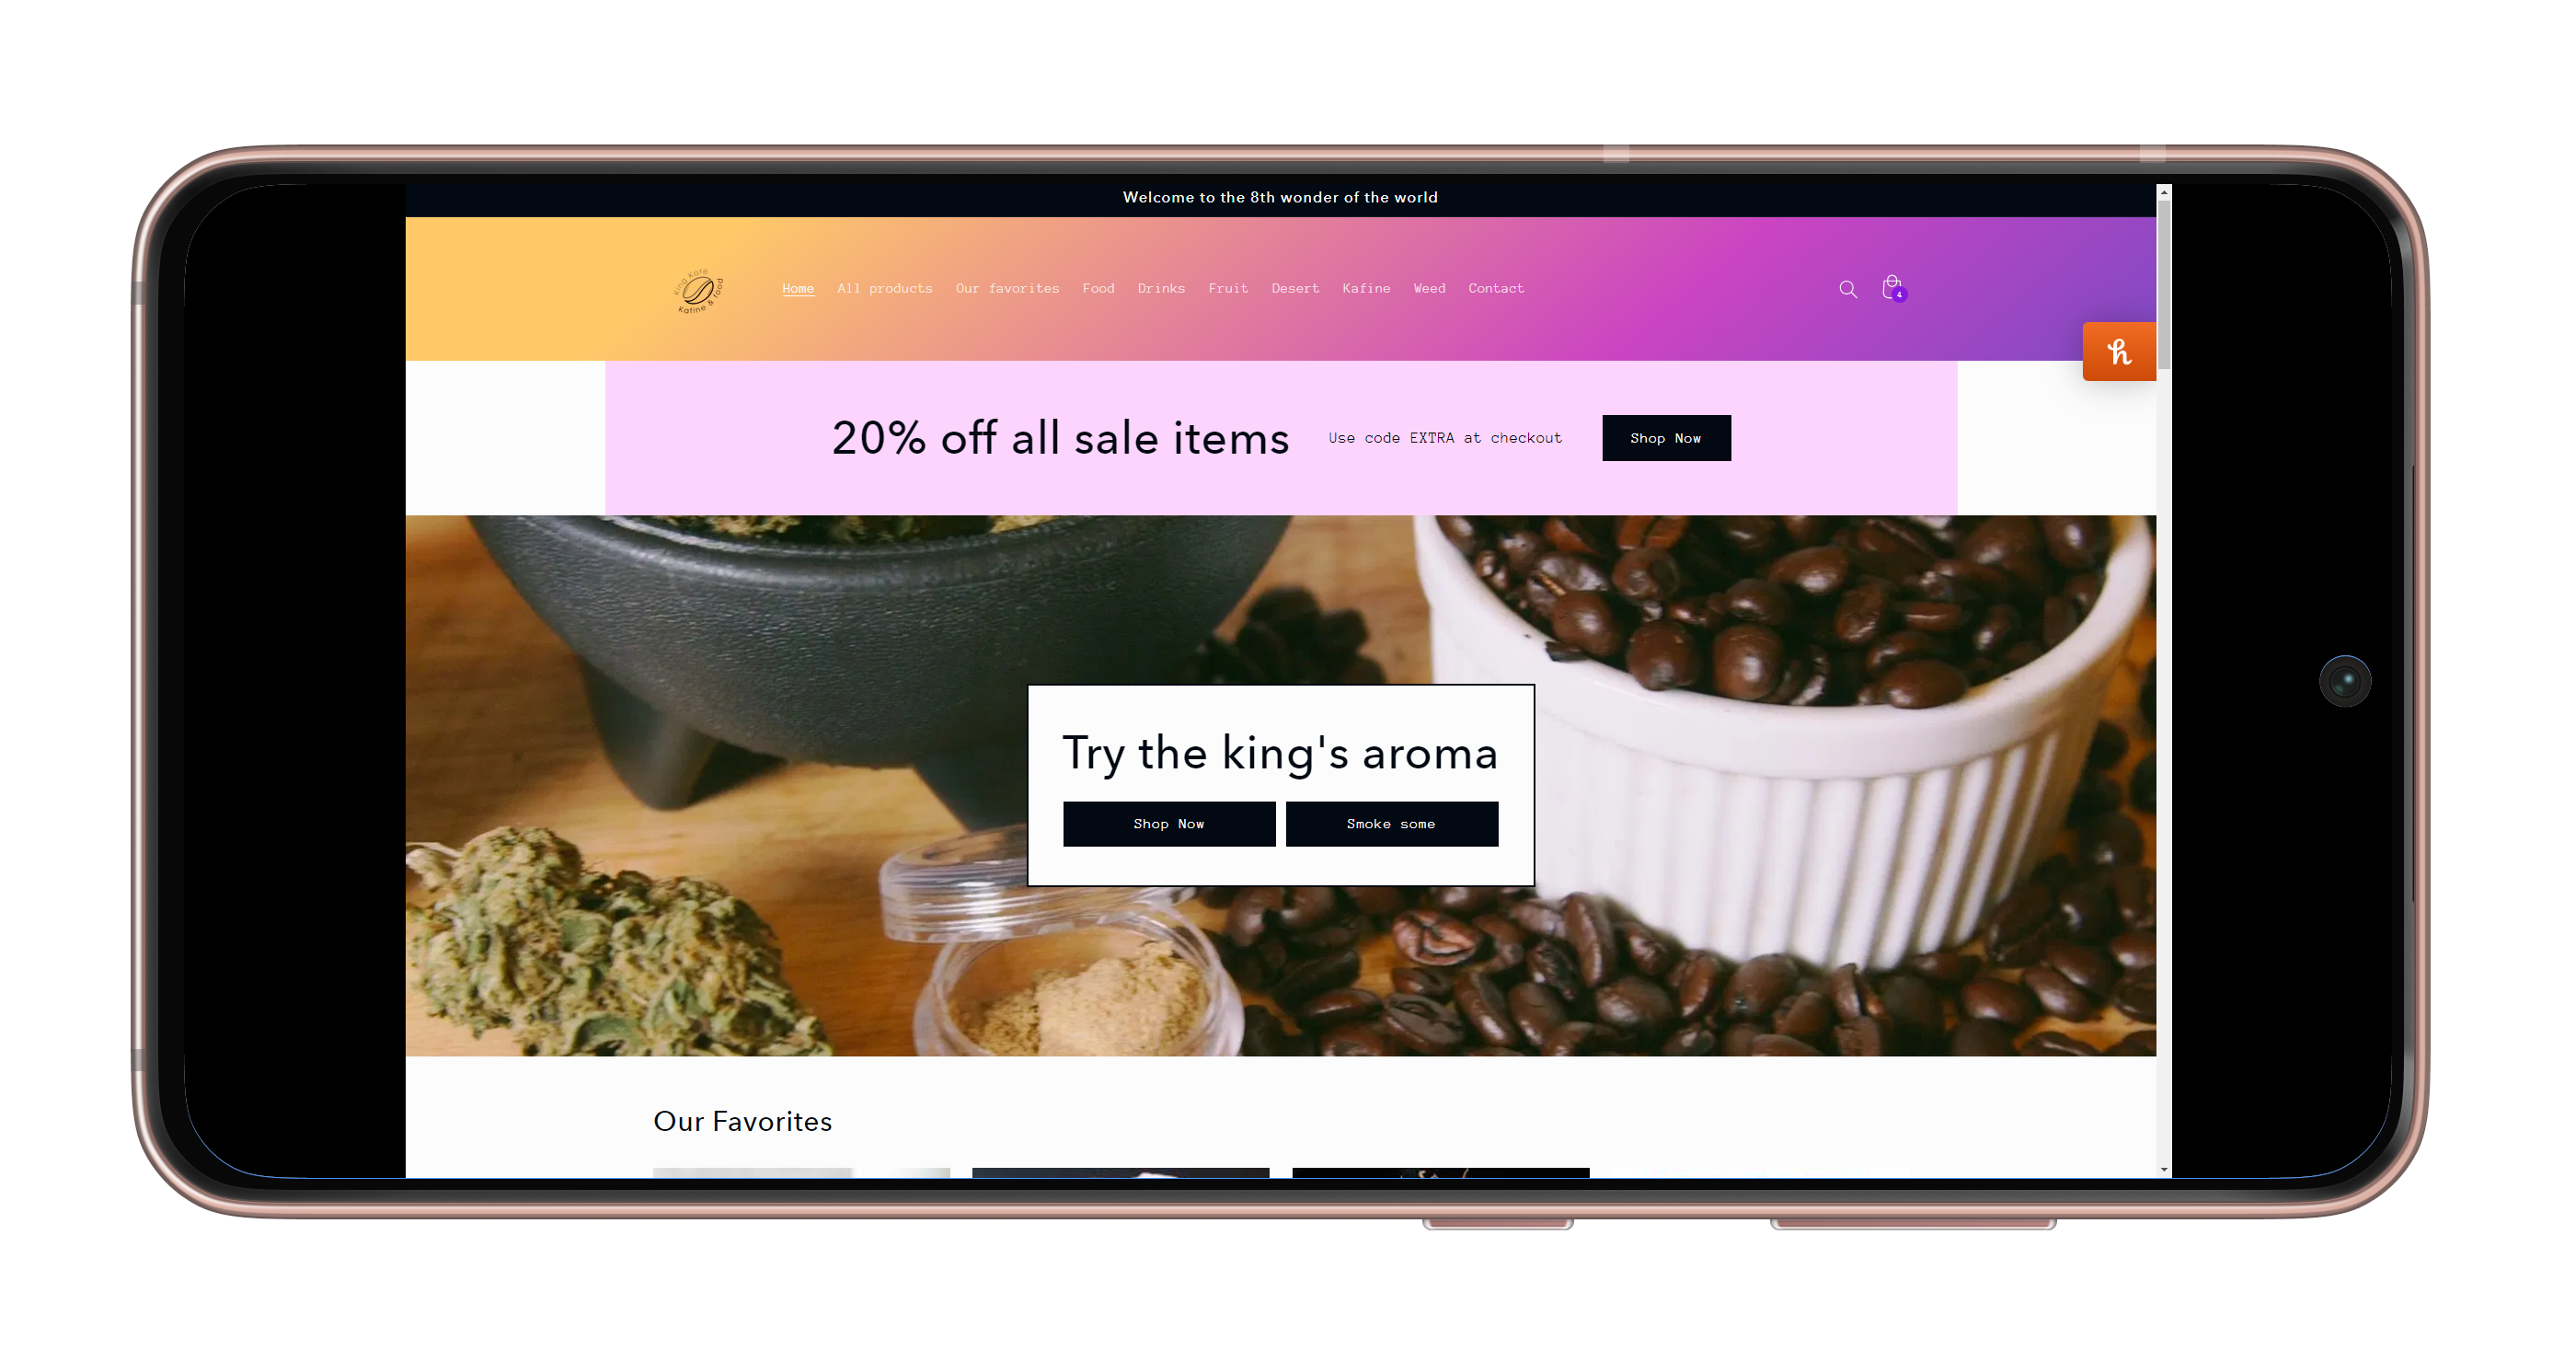 Welcome to the 8th wonder of the world
King Kafe
Kafine & food
Home All products Our favorites Food Drinks Fruit Desert Kafine Weed Contact
4
h
20% off all sale items Use code EXTRA at checkout Shop Now
Try the king's aroma
Shop Now Smoke some
Our Favorites